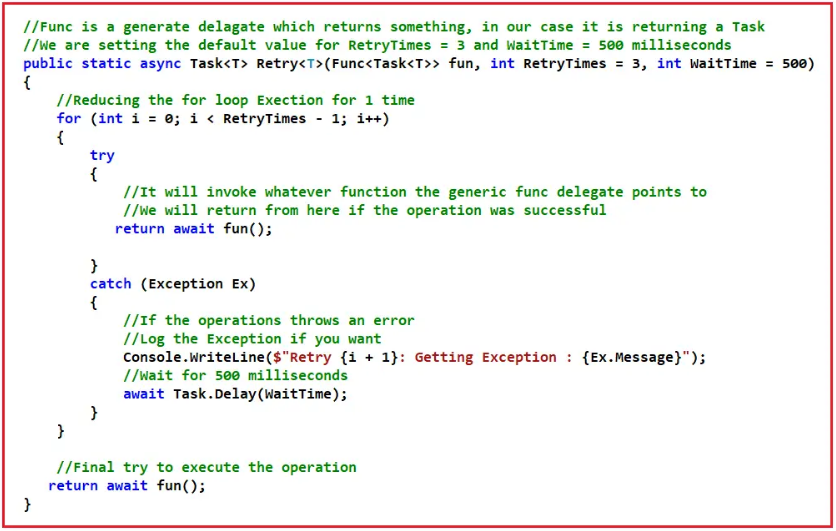 //Func is a generate delagate which returns something, in our case it is returning a Task
//We are setting the default value for RetryTimes = 3 and WaitTime = 500 milliseconds
public static async Task<T> Retry<T>(Func<Task<T>> fun, int RetryTimes = 3, int WaitTime = 500)
{
    //Reducing the for loop Exection for 1 time
    for (int i = 0; i < RetryTimes - 1; i++)
    {
        try
        {
            //It will invoke whatever function the generic func delegate points to
            //We will return from here if the operation was successful
           return await fun();
        }
        catch (Exception Ex)
        {
            //If the operations throws an error
            //Log the Exception if you want
            Console.WriteLine($"Retry {i + 1}: Getting Exception : {Ex.Message}");
            //Wait for 500 milliseconds
            await Task.Delay(WaitTime);
        }
    }
    //Final try to execute the operation
   return await fun();
}